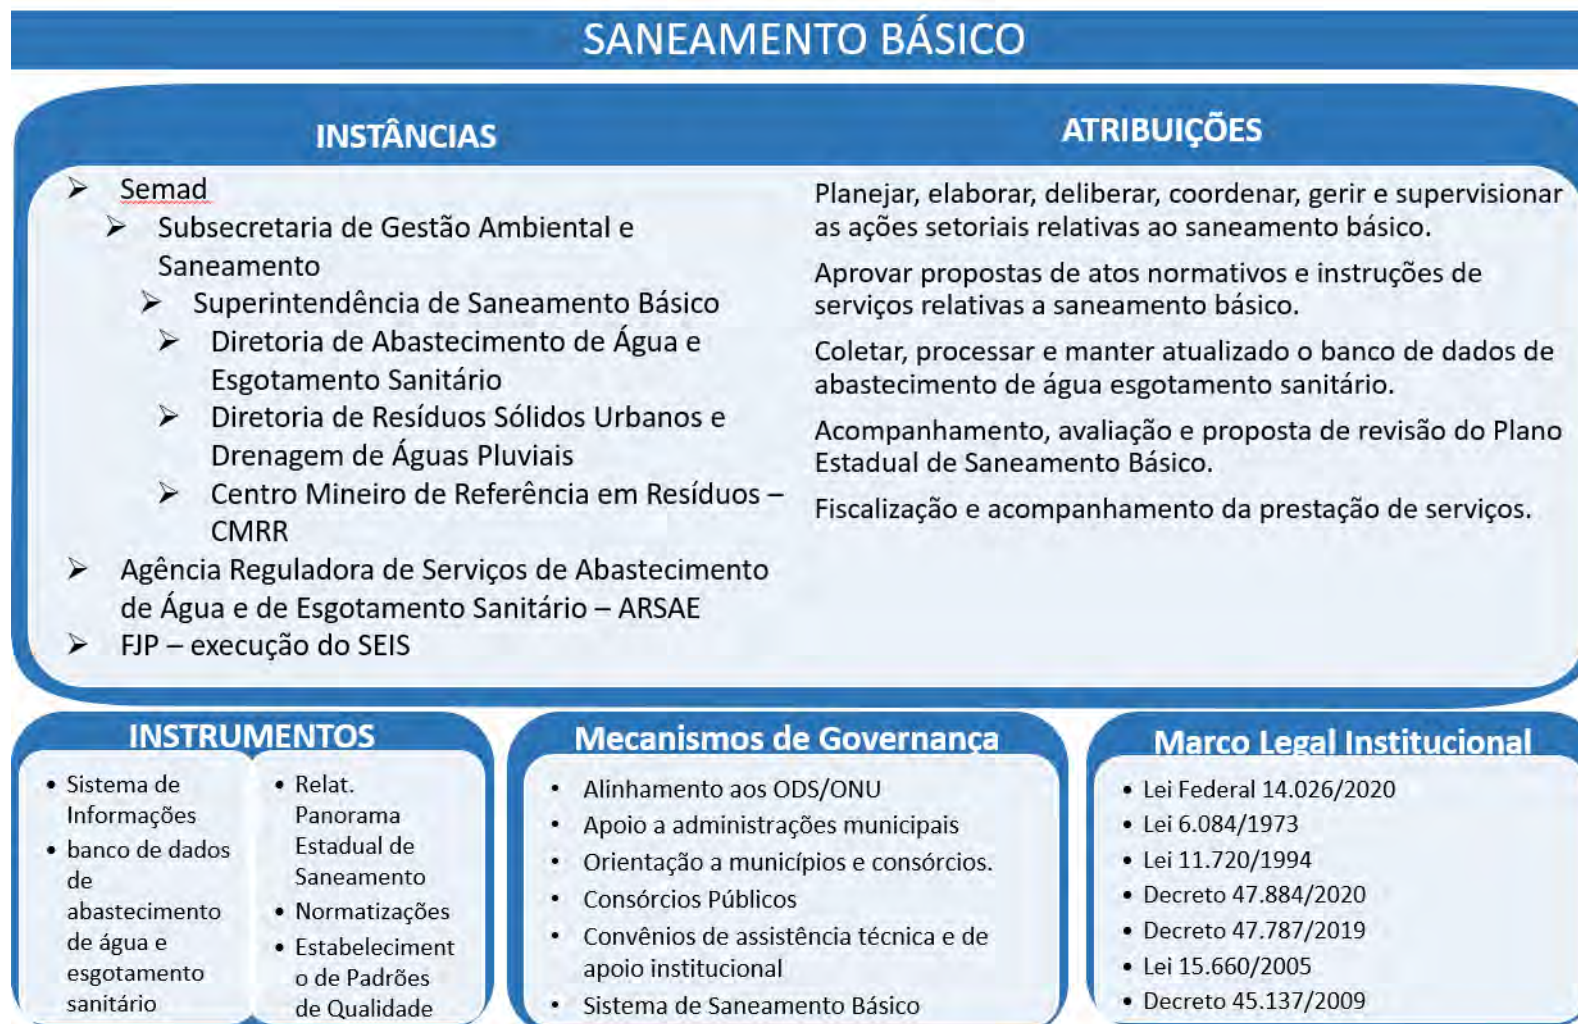 SANEAMENTO BÁSICO
INSTÂNCIAS
➢ Semad
➢ Subsecretaria de Gestão Ambiental e
Saneamento
➢ Superintendência de Saneamento Básico
➢ Diretoria de Abastecimento de Água e
Esgotamento Sanitário
➢ Diretoria de Resíduos Sólidos Urbanos e
Drenagem de Águas Pluviais
➢ Centro Mineiro de Referência em Resíduos –
CMRR
➢ Agência Reguladora de Serviços de Abastecimento
de Água e de Esgotamento Sanitário – ARSAE
➢ FJP – execução do SEIS
ATRIBUIÇÕES
Planejar, elaborar, deliberar, coordenar, gerir e supervisionar
as ações setoriais relativas ao saneamento básico.
Aprovar propostas de atos normativos e instruções de
serviços relativas a saneamento básico.
Coletar, processar e manter atualizado o banco de dados de
abastecimento de água esgotamento sanitário.
Acompanhamento, avaliação e proposta de revisão do Plano
Estadual de Saneamento Básico.
Fiscalização e acompanhamento da prestação de serviços.
INSTRUMENTOS
• Sistema de
Informações
• banco de dados
de
abastecimento
de água e
esgotamento
sanitário
• Relat.
Panorama
Estadual de
Saneamento
• Normatizações
• Estabeleciment
o de Padrões
de Qualidade
Mecanismos de Governança
• Alinhamento aos ODS/ONU
• Apoio a administrações municipais
• Orientação a municípios e consórcios.
• Consórcios Públicos
• Convênios de assistência técnica e de
apoio institucional
• Sistema de Saneamento Básico
Marco Legal Institucional
• Lei Federal 14.026/2020
• Lei 6.084/1973
• Lei 11.720/1994
• Decreto 47.884/2020
• Decreto 47.787/2019
• Lei 15.660/2005
• Decreto 45.137/2009